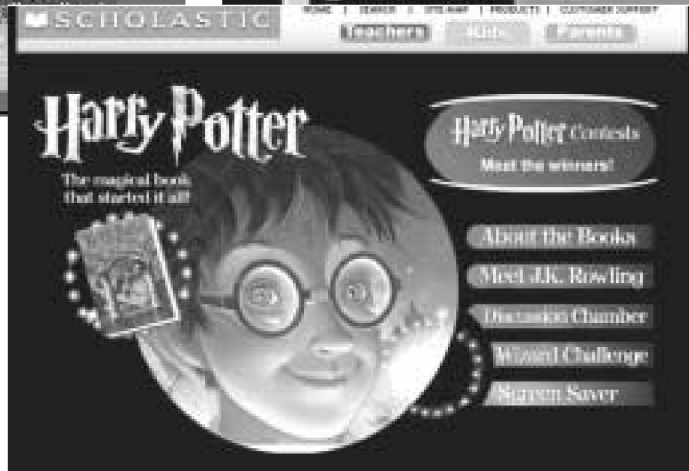 SCHOLASTIC
HOME | SEARCH | SITE MAP | PRODUCTS | CUSTOMER SUPPORT
Teachers Kids Parents
Harry Potter
The magical book
that started it all!
Harry Potter Contests
Meet the winners!
About the Books
Meet J.K. Rowling
Discussion Chamber
Wizard Challenge
Screen Saver